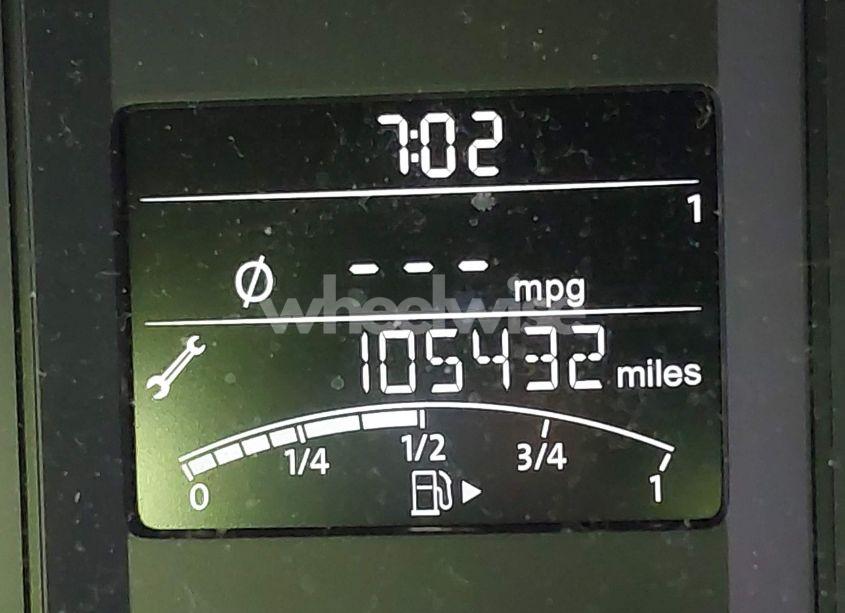 7:02
1
Ø --- mpg
wheelwise
105432 miles
0 1/4 1/2 3/4 1